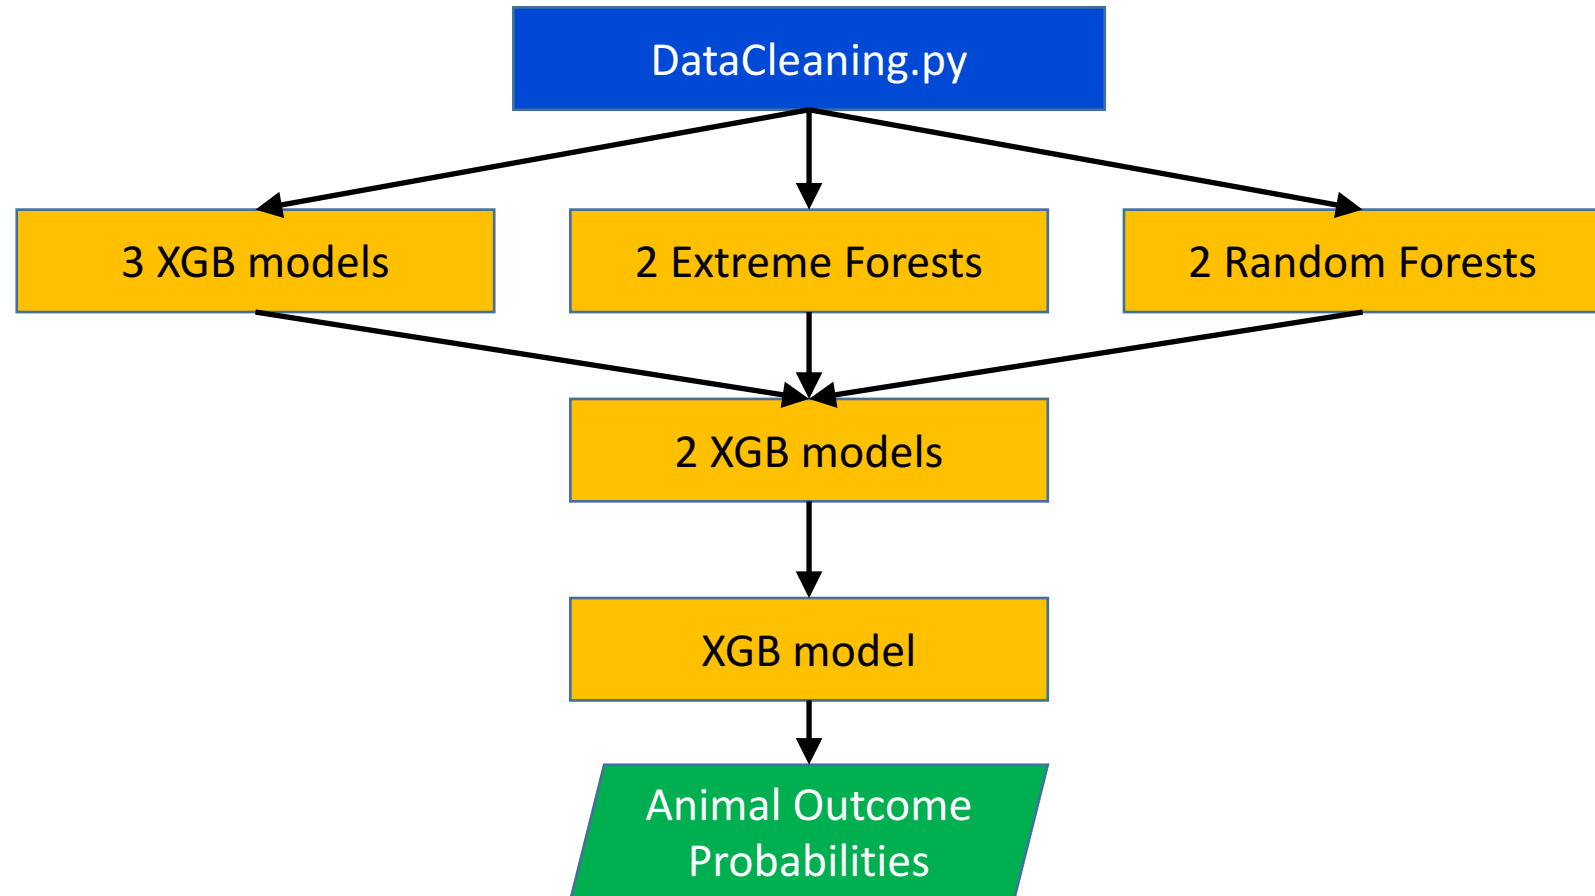 DataCleaning.py
3 XGB models
2 Extreme Forests
2 Random Forests
2 XGB models
XGB model
Animal Outcome
Probabilities